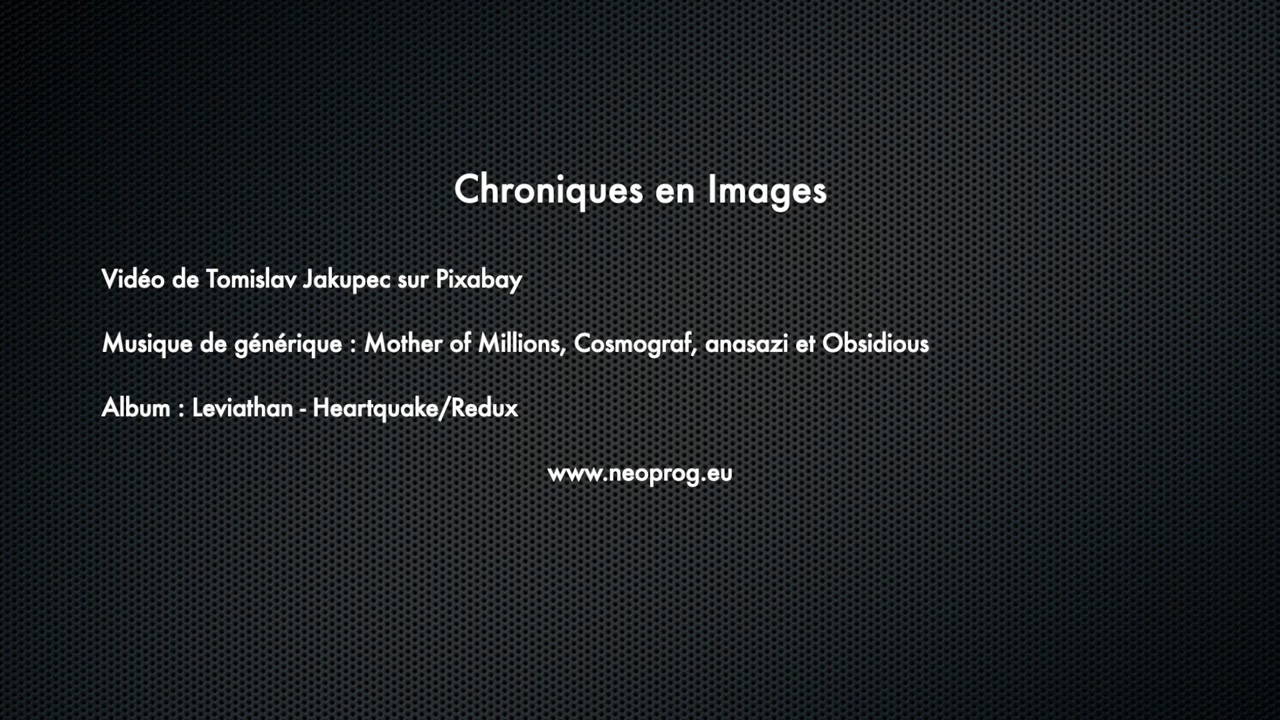 Chroniques en Images
Vidéo de Tomislav Jakupec sur Pixabay
Musique de générique : Mother of Millions, Cosmograf, anasazi et Obsidious
Album : Leviathan - Heartquake/Redux
www.neoprog.eu